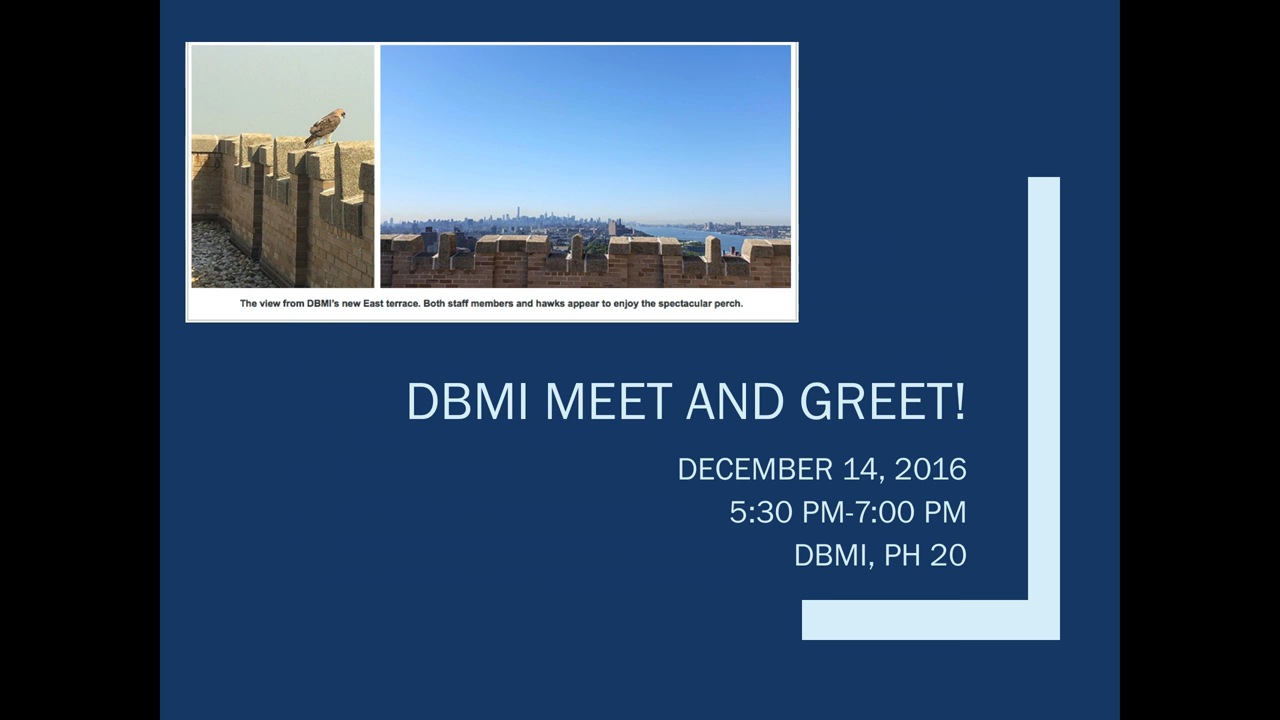 The view from DBMI's new East terrace. Both staff members and hawks appear to enjoy the spectacular perch.
DBMI MEET AND GREET!
DECEMBER 14, 2016
5:30 PM-7:00 PM
DBMI, PH 20